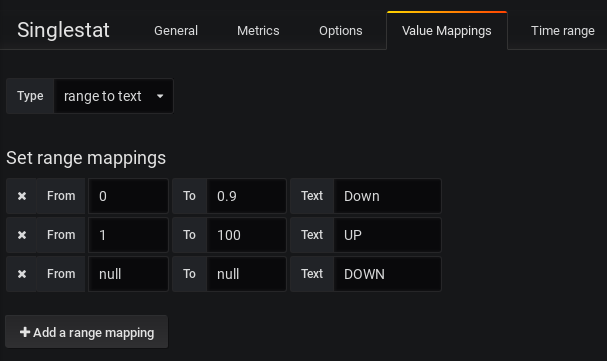 Singlestat General Metrics Options Value Mappings Time range
Type range to text
Set range mappings
✖ From 0 To 0.9 Text Down
✖ From 1 To 100 Text UP
✖ From null To null Text DOWN
+ Add a range mapping